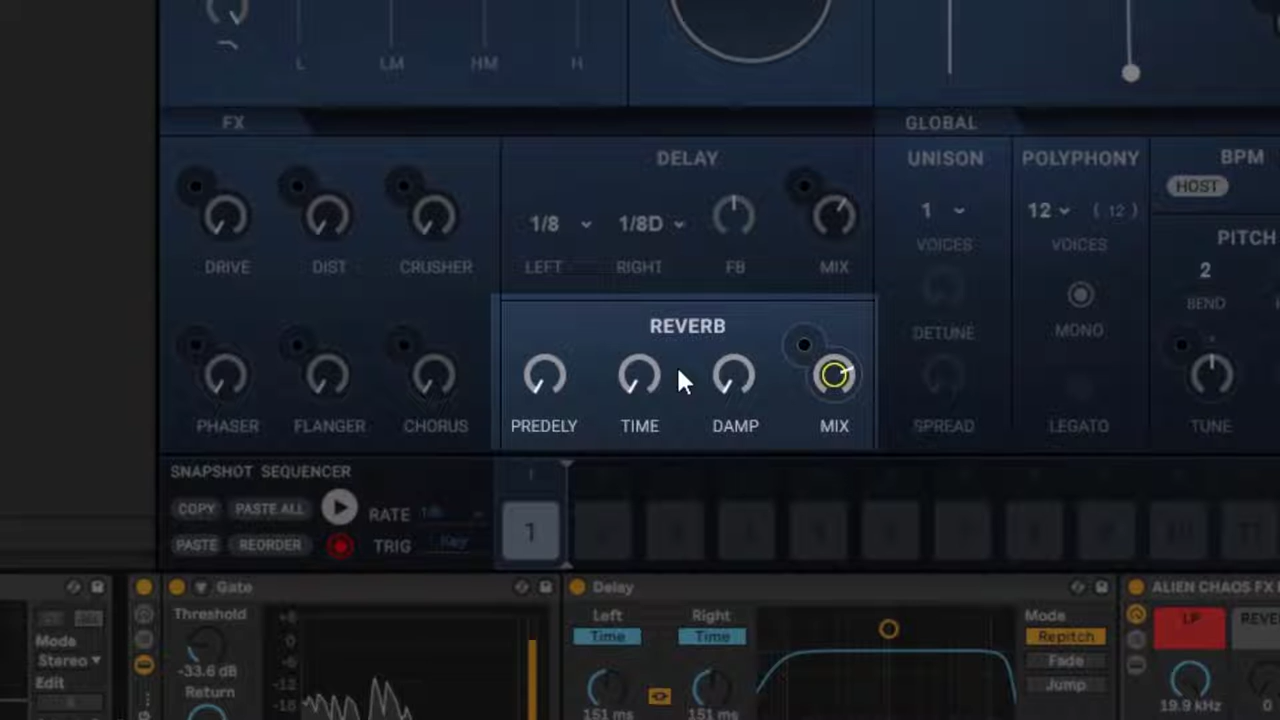 L LM HM H
FX GLOBAL
DELAY UNISON POLYPHONY BPM
HOST
1/8 1/8D 1 12 ( 12 )
LEFT RIGHT FB MIX VOICES VOICES
DRIVE DIST CRUSHER
PITCH
2
BEND
REVERB DETUNE MONO
PREDELY TIME DAMP MIX
PHASER FLANGER CHORUS SPREAD LEGATO TUNE
SNAPSHOT SEQUENCER
COPY PASTE ALL RATE
PASTE REORDER TRIG Key
1
Gate Delay ALIEN CHAOS FX
Threshold Left Right Mode
Time Time Repitch
Mode Fade
Stereo Jump
Edit
-33.6 dB
Return
151 ms 151 ms 19.9 kHz 0